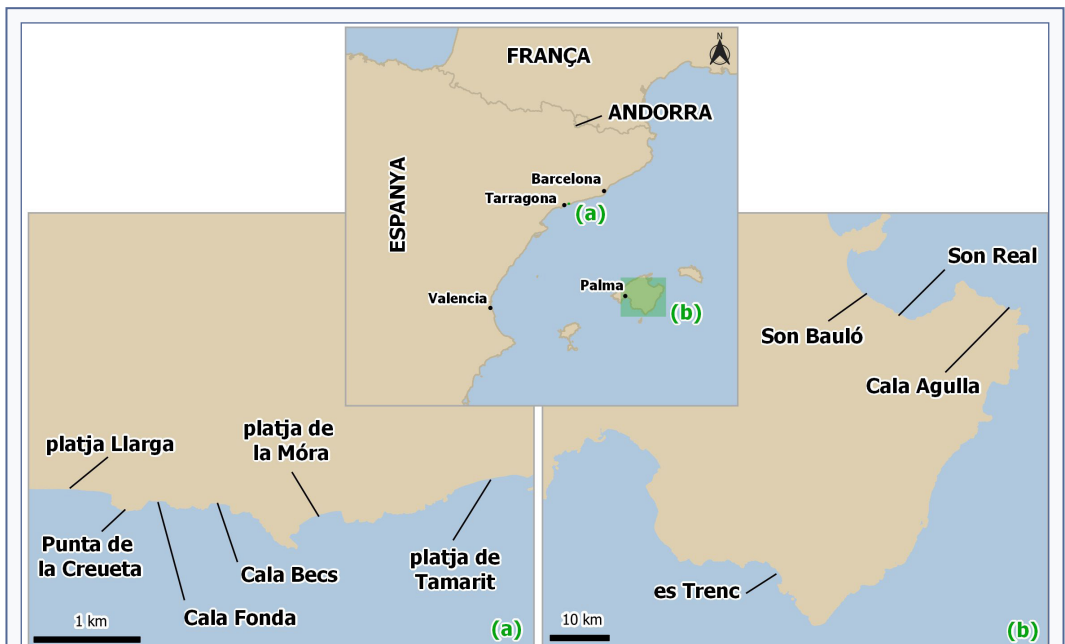 N
FRANÇA
ANDORRA
ESPANYA
Barcelona
Tarragona
(a)
Palma
Valencia
(b)
platja Llarga
platja de
la Móra
Punta de
la Creueta
Cala Becs
Cala Fonda
platja de
Tamarit
1 km
(a)
Son Real
Son Bauló
Cala Agulla
es Trenc
10 km
(b)